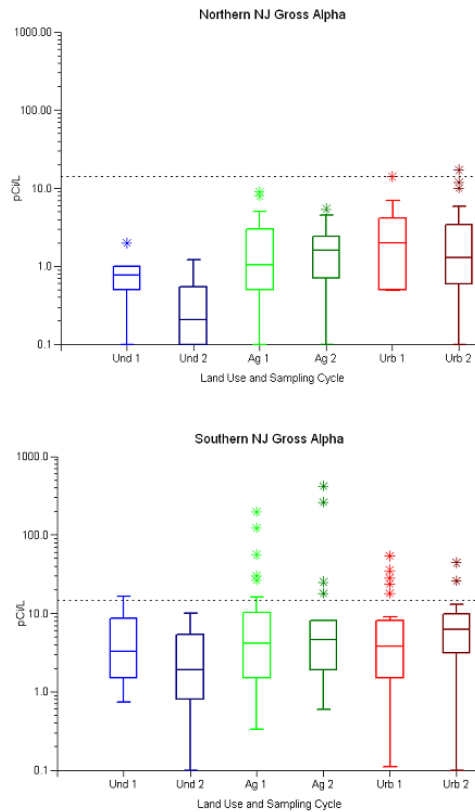 Northern NJ Gross Alpha
1000.00
100.00
10.0
1.0
0.1
pCi/L
Und 1 Und 2 Ag 1 Ag 2 Urb 1 Urb 2
Land Use and Sampling Cycle
Southern NJ Gross Alpha
1000.0
100.0
10.0
1.0
0.1
pCi/L
Und 1 Und 2 Ag 1 Ag 2 Urb 1 Urb 2
Land Use and Sampling Cycle